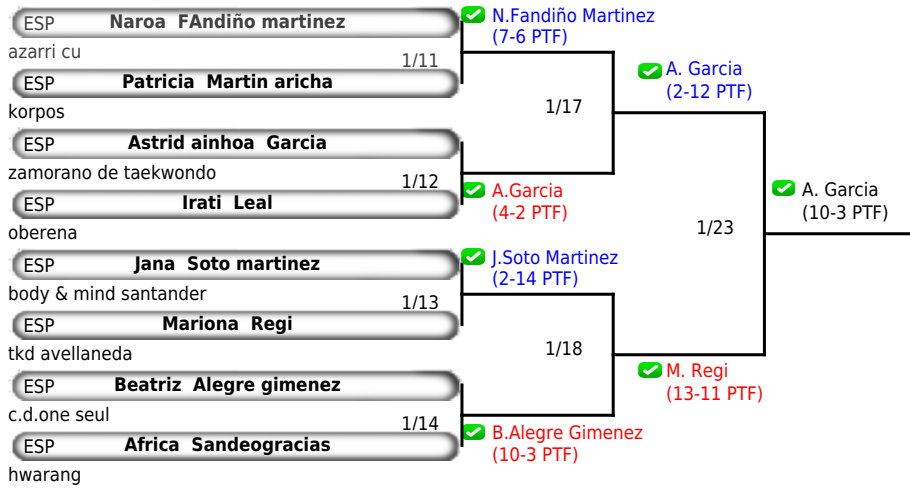 ESP Naroa FAndiño martinez
azarri cu
1/11
ESP Patricia Martin aricha
korpos
ESP Astrid ainhoa Garcia
zamorano de taekwondo
1/12
ESP Irati Leal
oberena
ESP Jana Soto martinez
body & mind santander
1/13
ESP Mariona Regi
tkd avellaneda
ESP Beatriz Alegre gimenez
c.d.one seul
1/14
ESP Africa Sandeogracias
hwarang
N.Fandiño Martinez
(7-6 PTF)
1/17
A.Garcia
(4-2 PTF)
J.Soto Martinez
(2-14 PTF)
1/18
B.Alegre Gimenez
(10-3 PTF)
A. Garcia
(2-12 PTF)
1/23
M. Regi
(13-11 PTF)
A. Garcia
(10-3 PTF)